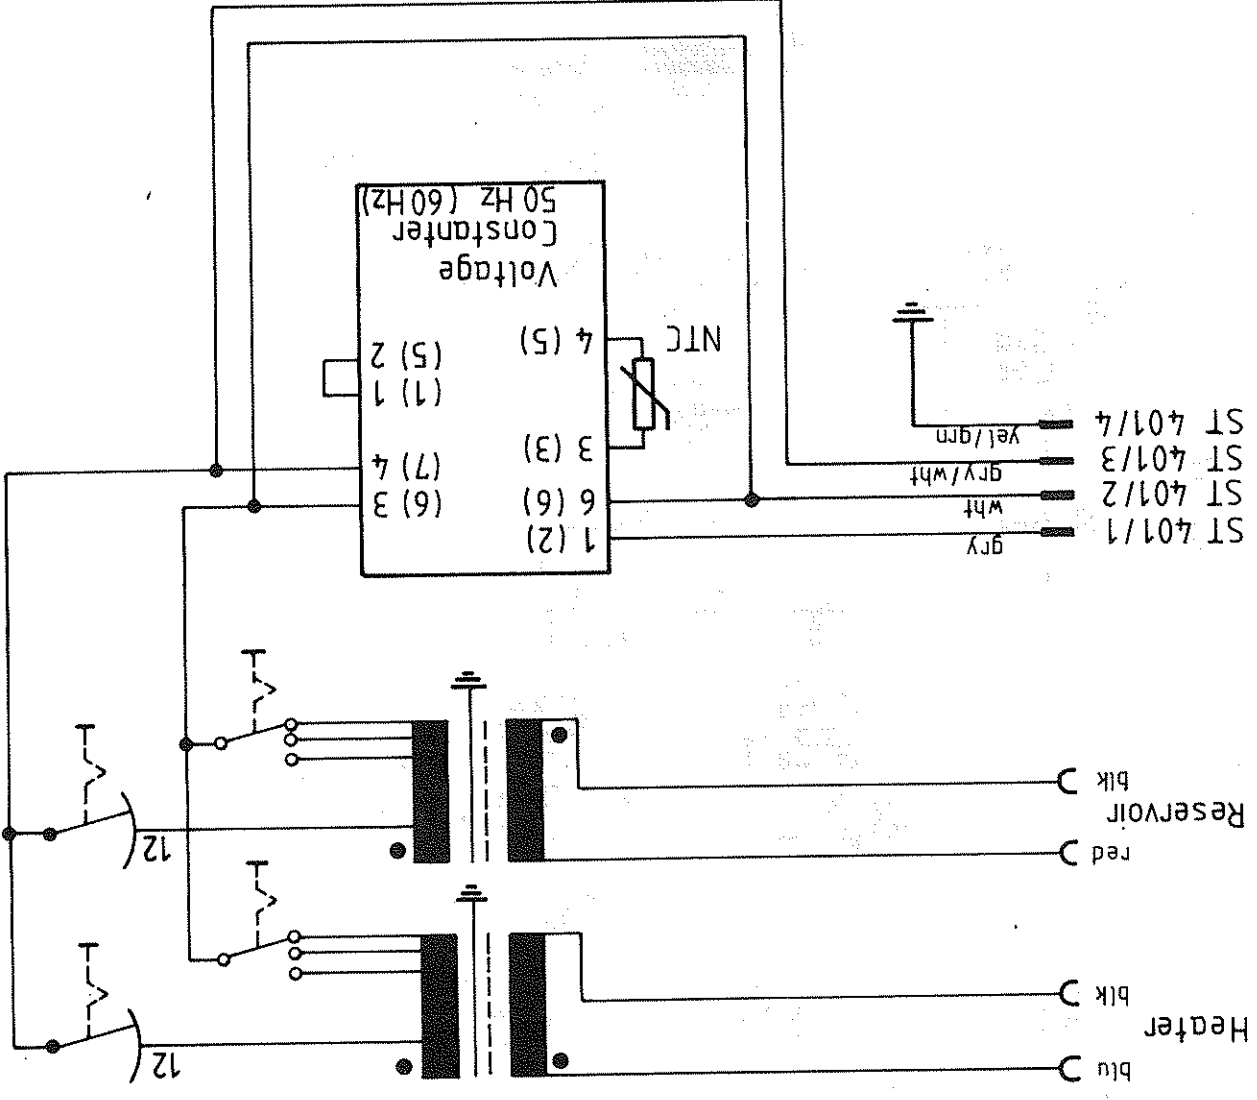 blu
12
Heater
blk
red
12
Reservoir
blk
ST 401/1
gry
1 (2)
ST 401/2
wht
6 (6)
(6) 3
ST 401/3
gry/wht
3 (3)
(7) 4
ST 401/4
yel/grn
(1) 1
NTC
4 (5)
(5) 2
Voltage
Constanter
50 Hz (60Hz)